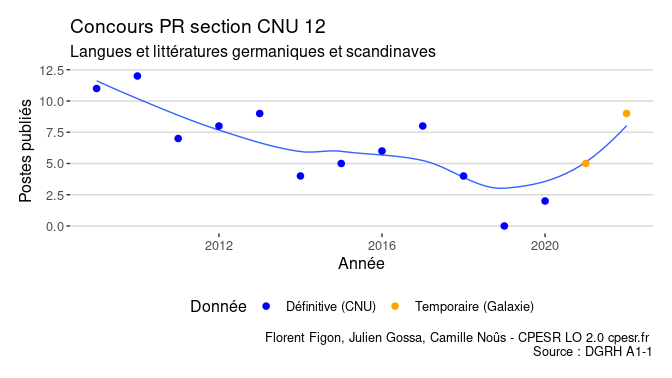 Concours PR section CNU 12
Langues et littératures germaniques et scandinaves
Postes publiés
12.5
10.0
7.5
5.0
2.5
0.0
2012 2016 2020
Année
Donnée Définitive (CNU) Temporaire (Galaxie)
Florent Figon, Julien Gossa, Camille Noûs - CPESR LO 2.0 cpesr.fr
Source : DGRH A1-1